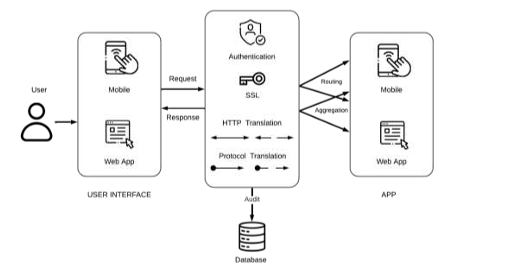 User
Mobile
Web App
USER INTERFACE
Request
Response
Authentication
SSL
HTTP Translation
Protocol Translation
Audit
Database
Routing
Aggregation
Mobile
Web App
APP